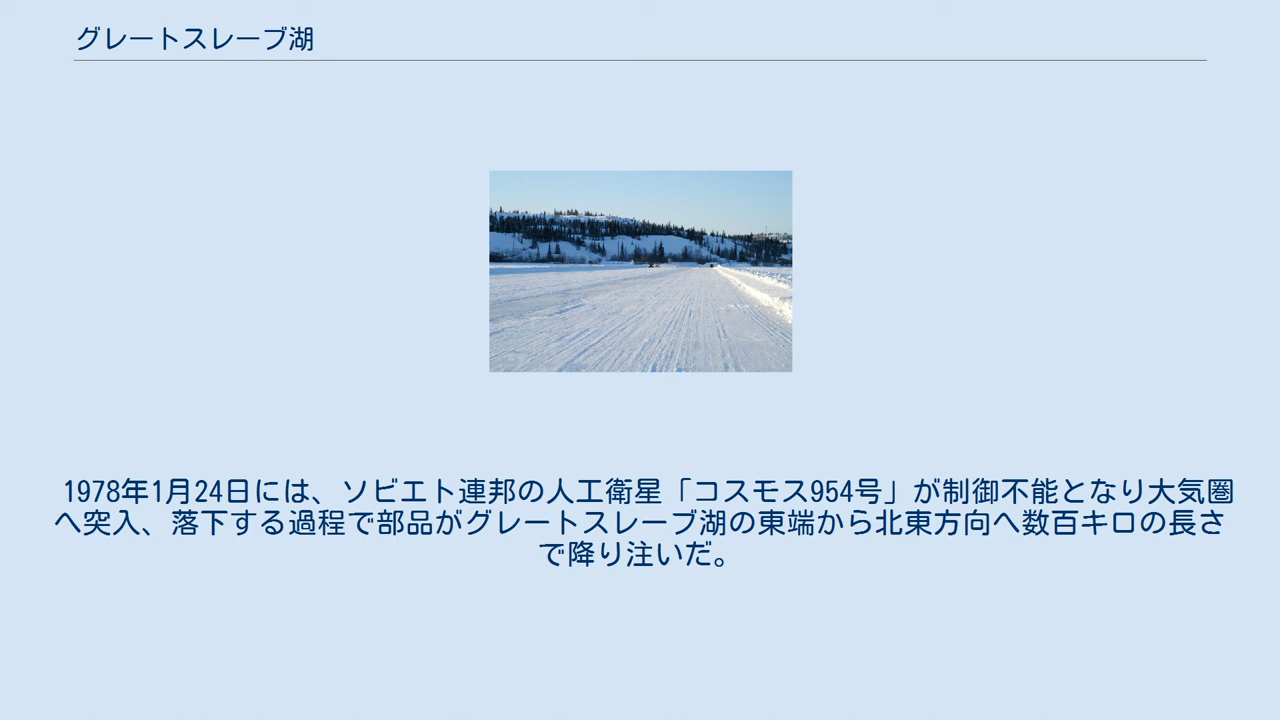 グレートスレーブ湖
1978年1月24日には、ソビエト連邦の人工衛星「コスモス954号」が制御不能となり大気圏
へ突入、落下する過程で部品がグレートスレーブ湖の東端から北東方向へ数百キロの長さ
で降り注いだ。